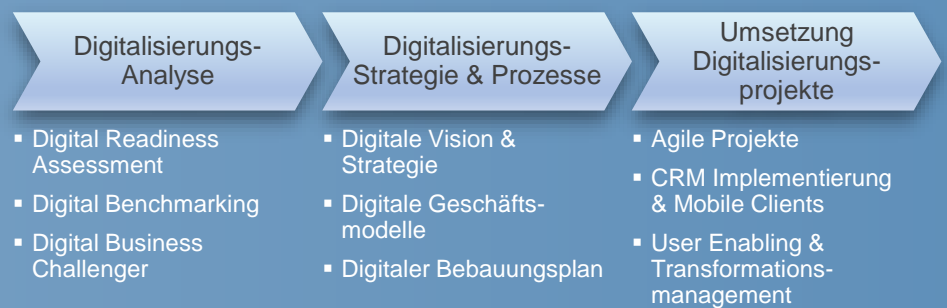 Digitalisierungs-
Analyse
▪ Digital Readiness
Assessment
▪ Digital Benchmarking
▪ Digital Business
Challenger
Digitalisierungs-
Strategie & Prozesse
▪ Digitale Vision &
Strategie
▪ Digitale Geschäfts-
modelle
▪ Digitaler Bebauungsplan
Umsetzung
Digitalisierungs-
projekte
▪ Agile Projekte
▪ CRM Implementierung
& Mobile Clients
▪ User Enabling &
Transformations-
management